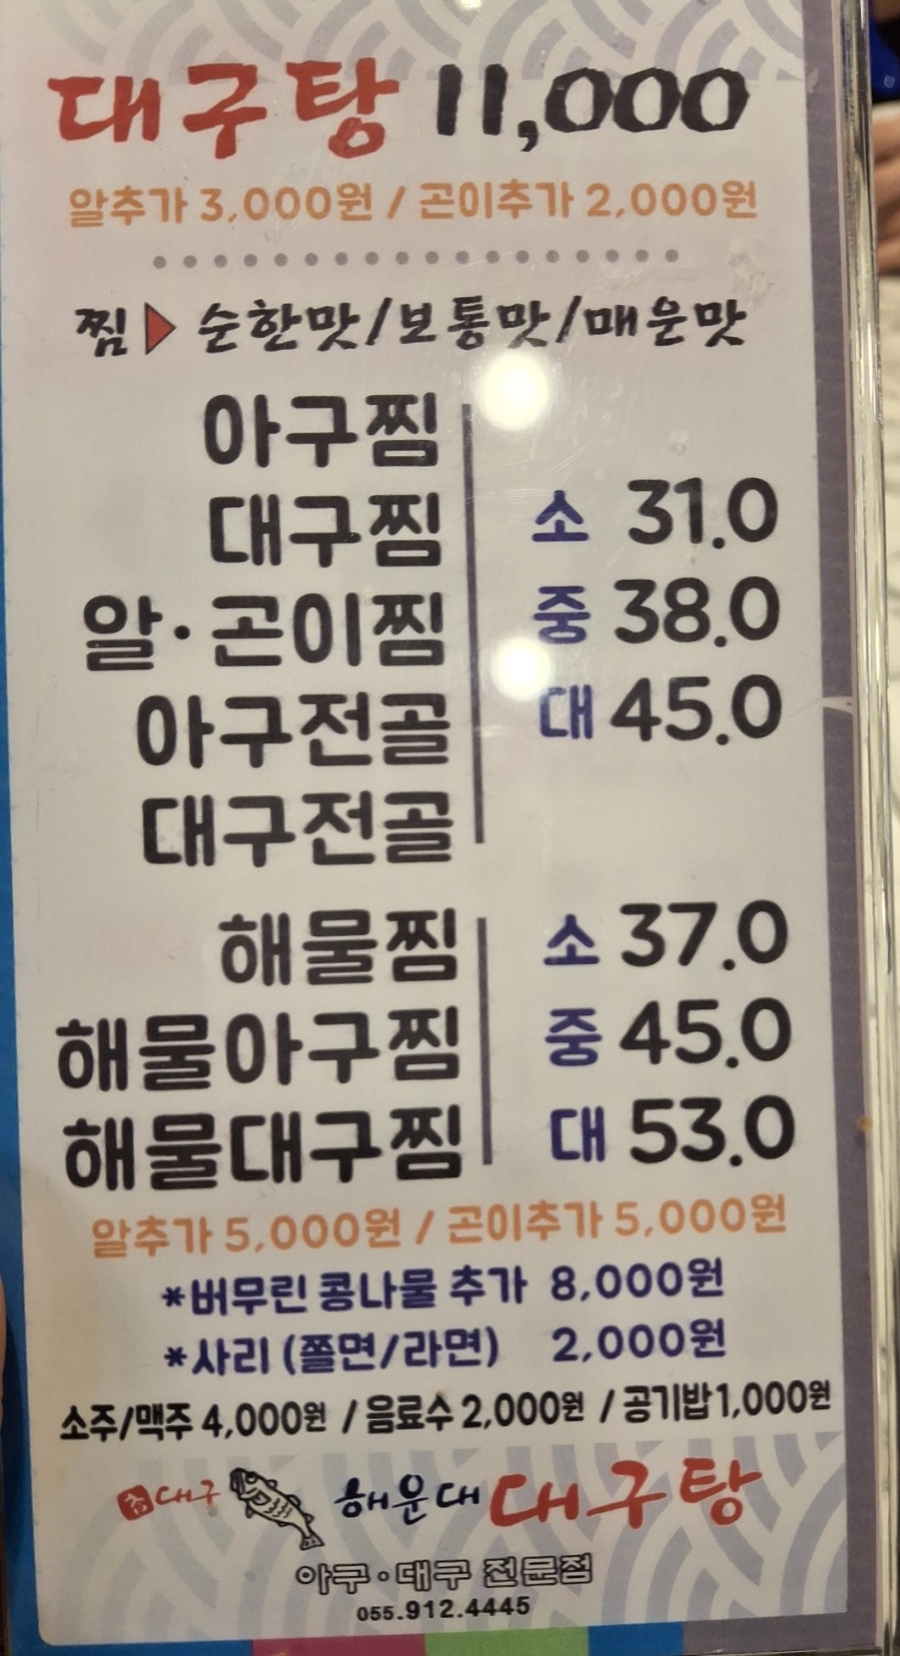 대구탕 11,000
알추가 3,000원 / 곤이추가 2,000원
찜▶ 순한맛/보통맛/매운맛
아구찜
대구찜 소 31.0
알·곤이찜 중 38.0
아구전골 대 45.0
대구전골
해물찜 소 37.0
해물아구찜 중 45.0
해물대구찜 대 53.0
알추가 5,000원 / 곤이추가 5,000원
*버무린 콩나물 추가 8,000원
*사리 (쫄면/라면) 2,000원
소주/맥주 4,000원 / 음료수 2,000원 / 공기밥 1,000원
대구 해운대 대구탕
아구·대구 전문점
055.912.4445